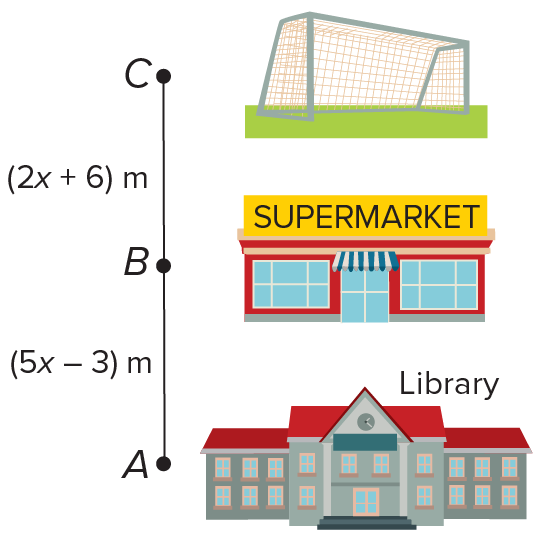 C
(2x + 6) m
SUPERMARKET
B
(5x – 3) m
Library
A